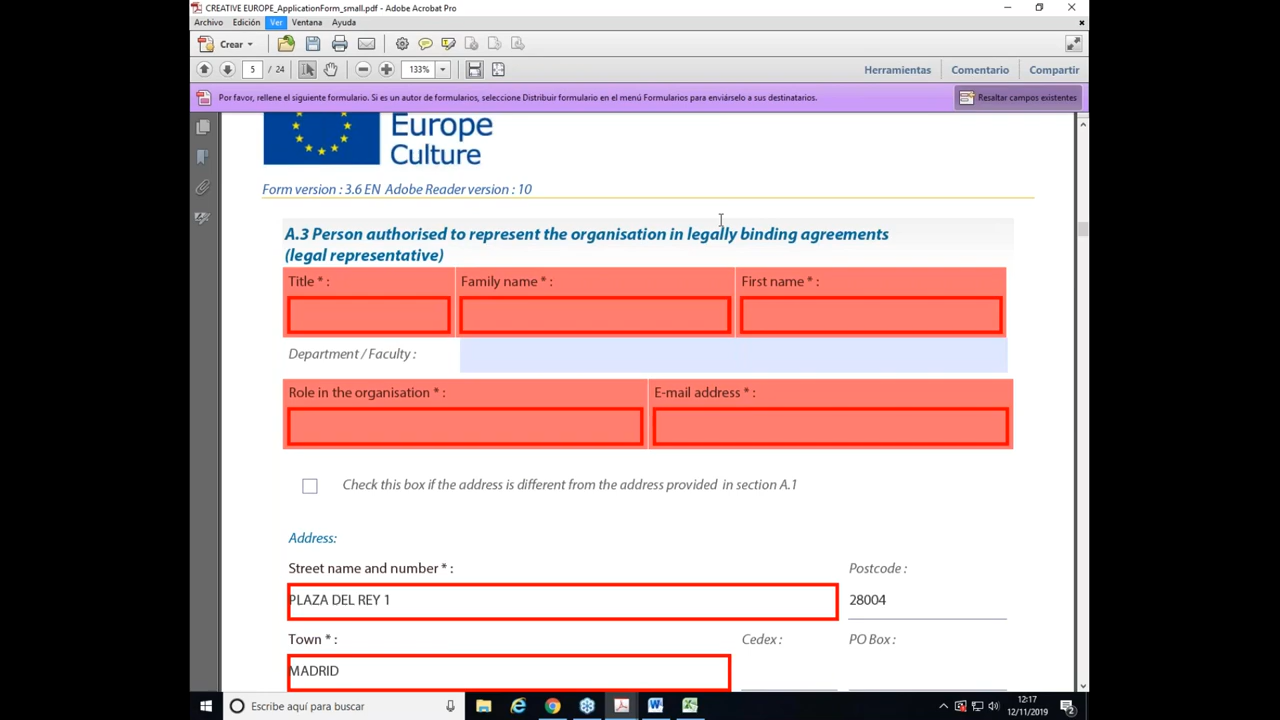 CREATIVE EUROPE_ApplicationForm_small.pdf - Adobe Acrobat Pro
Archivo Edición Ver Ventana Ayuda
Crear
5 / 24 133% Herramientas Comentario Compartir
Por favor, rellene el siguiente formulario. Si es un autor de formularios, seleccione Distribuir formulario en el menú Formularios para enviárselo a sus destinatarios. Resaltar campos existentes
Europe
Culture
Form version : 3.6 EN Adobe Reader version : 10
A.3 Person authorised to represent the organisation in legally binding agreements
(legal representative)
Title * : Family name * : First name * :
Department / Faculty :
Role in the organisation * : E-mail address * :
Check this box if the address is different from the address provided in section A.1
Address:
Street name and number * : Postcode :
PLAZA DEL REY 1 28004
Town * : Cedex : PO Box :
MADRID
Escribe aquí para buscar
12:17
12/11/2019
2